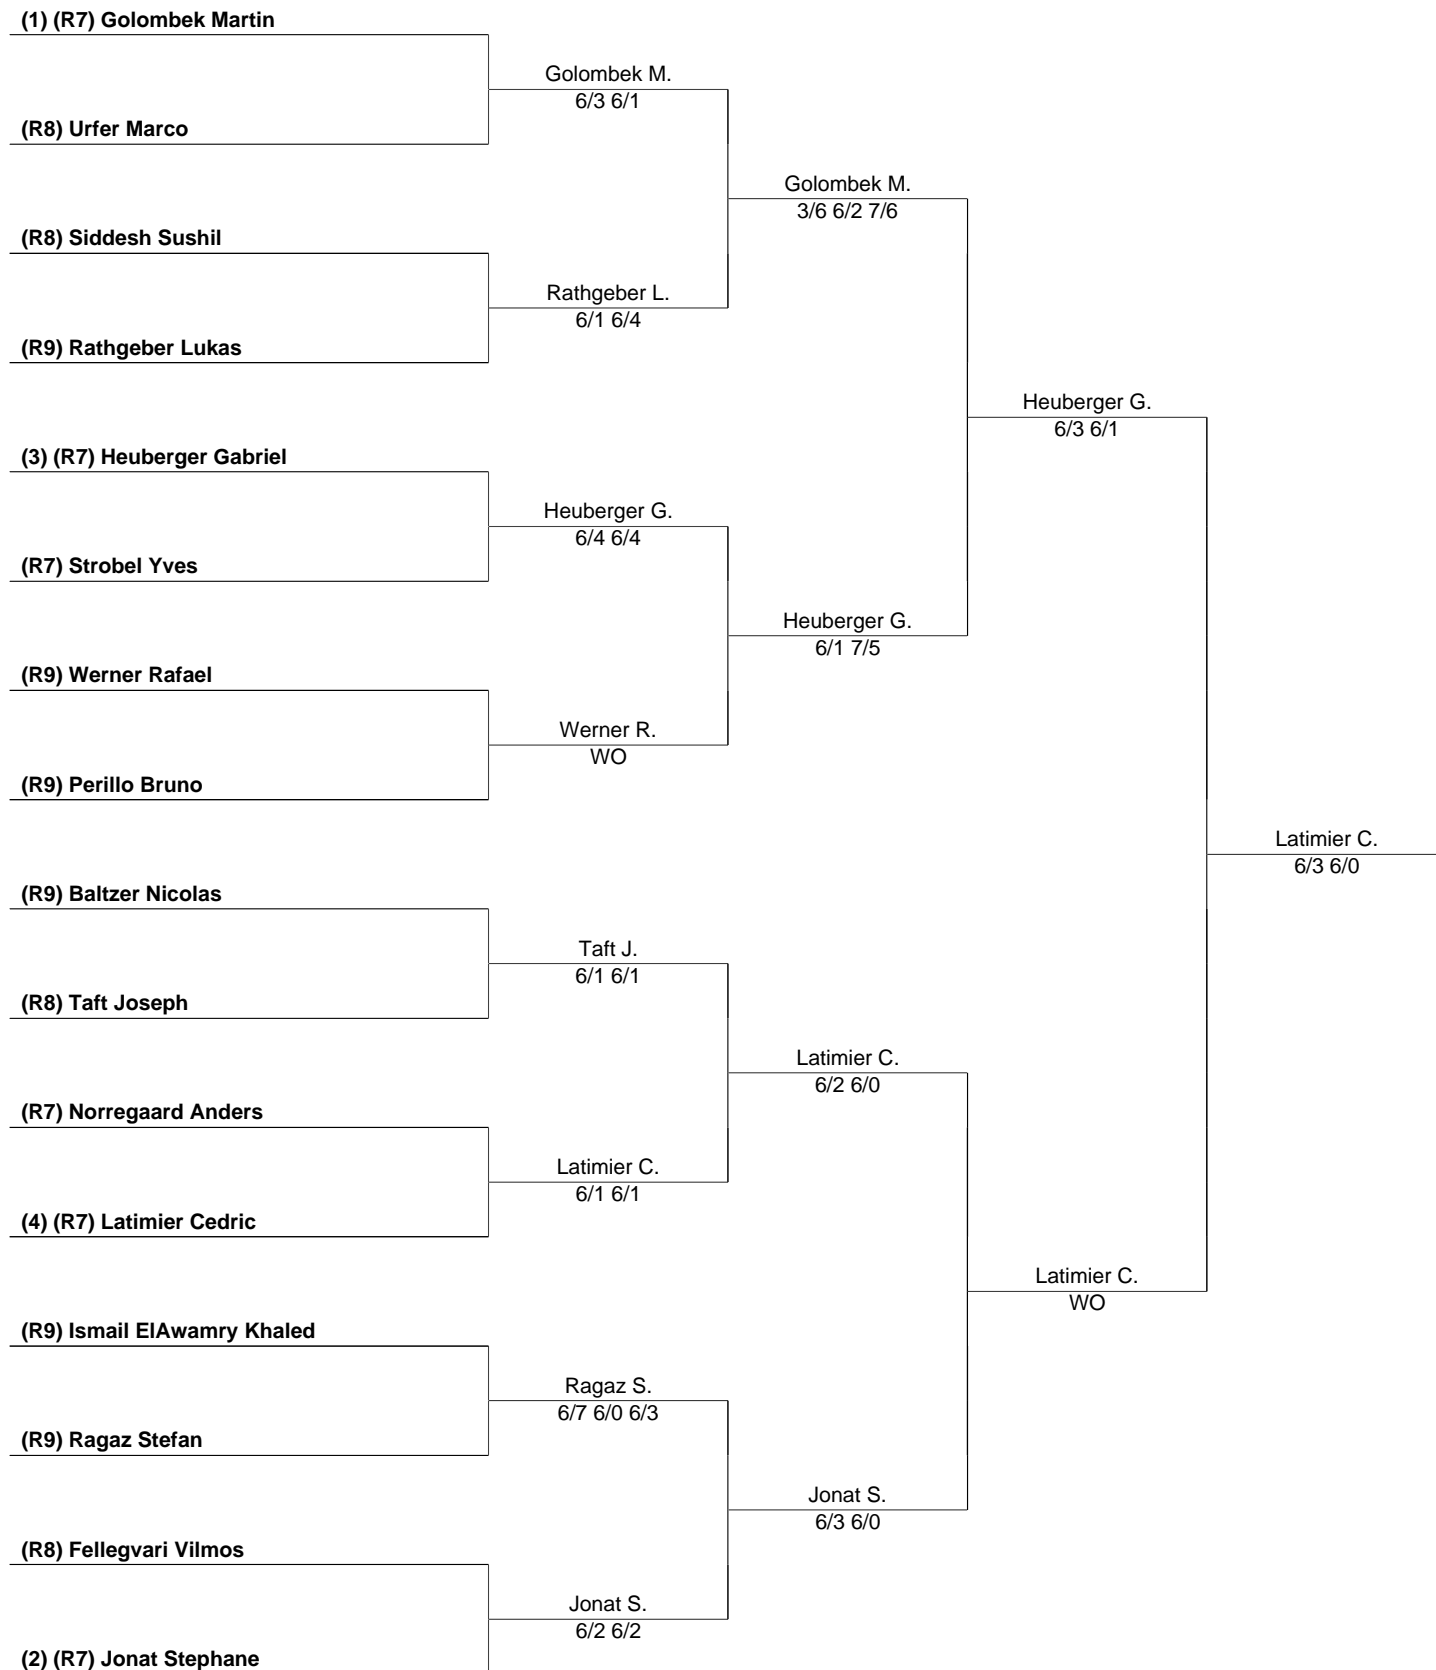 (1) (R7) Golombek Martin
Golombek M.
6/3 6/1
(R8) Urfer Marco
Golombek M.
3/6 6/2 7/6
(R8) Siddesh Sushil
Rathgeber L.
6/1 6/4
(R9) Rathgeber Lukas
Heuberger G.
6/3 6/1
(3) (R7) Heuberger Gabriel
Heuberger G.
6/4 6/4
(R7) Strobel Yves
Heuberger G.
6/1 7/5
(R9) Werner Rafael
Werner R.
WO
(R9) Perillo Bruno
Latimier C.
6/3 6/0
(R9) Baltzer Nicolas
Taft J.
6/1 6/1
(R8) Taft Joseph
Latimier C.
6/2 6/0
(R7) Norregaard Anders
Latimier C.
6/1 6/1
(4) (R7) Latimier Cedric
Latimier C.
WO
(R9) Ismail ElAwamry Khaled
Ragaz S.
6/7 6/0 6/3
(R9) Ragaz Stefan
Jonat S.
6/3 6/0
(R8) Fellegvari Vilmos
Jonat S.
6/2 6/2
(2) (R7) Jonat Stephane